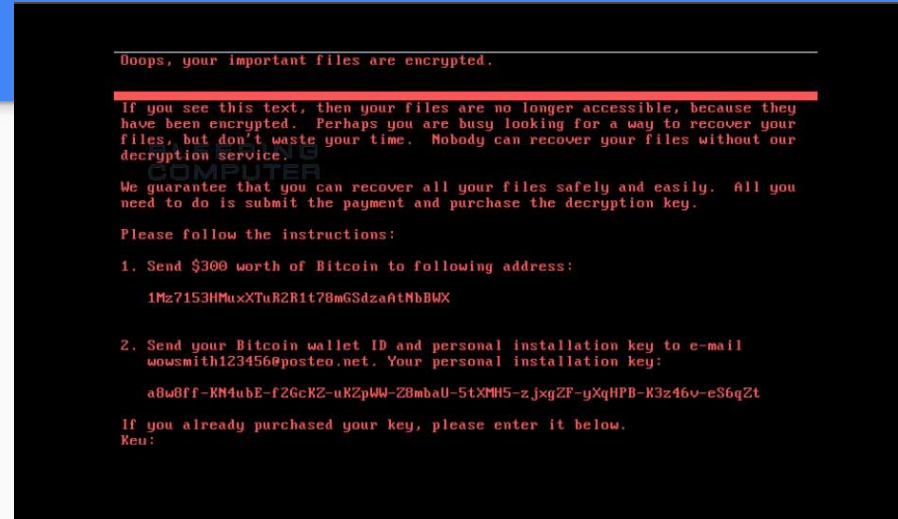 Ooops, your important files are encrypted.
If you see this text, then your files are no longer accessible, because they
have been encrypted.  Perhaps you are busy looking for a way to recover your
files, but don't waste your time.  Nobody can recover your files without our
decryption service.
BLEEPING
COMPUTER
We guarantee that you can recover all your files safely and easily.  All you
need to do is submit the payment and purchase the decryption key.
Please follow the instructions:
1. Send $300 worth of Bitcoin to following address:
1Mz7153HMuxXTuR2R1t78mGSdzaAtNbBWX
2. Send your Bitcoin wallet ID and personal installation key to e-mail
wowsmith123456@posteo.net. Your personal installation key:
a8w8ff-KN4ubE-f2GcKZ-uKZpWW-Z8mbaU-5tXMH5-zjxgZF-yXqHPB-K3z46v-eS6qZt
If you already purchased your key, please enter it below.
Key: